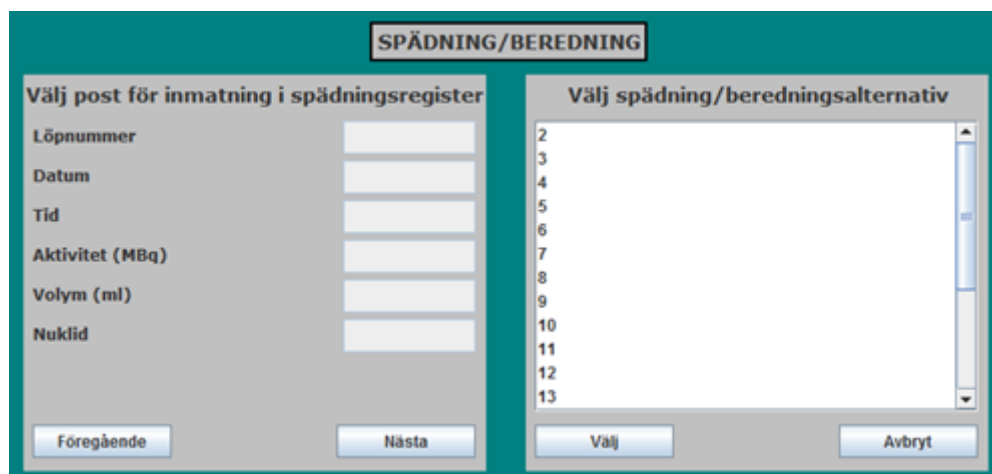 SPÄDNING/BEREDNING
Välj post för inmatning i spädningsregister
Löpnummer
Datum
Tid
Aktivitet (MBq)
Volym (ml)
Nuklid
Föregående
Nästa
Välj spädning/beredningsalternativ
2
3
4
5
6
7
8
9
10
11
12
13
Välj
Avbryt